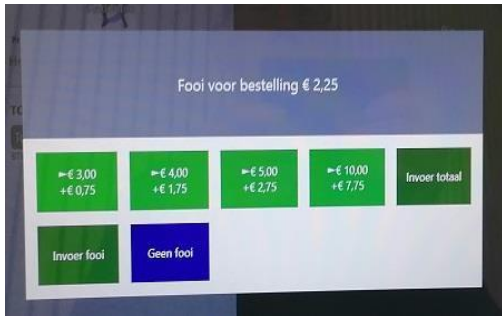 Fooi voor bestelling € 2,25
►€ 3,00
+€ 0,75
►€ 4,00
+€ 1,75
►€ 5,00
+€ 2,75
►€ 10,00
+€ 7,75
Invoer totaal
Invoer fooi
Geen fooi